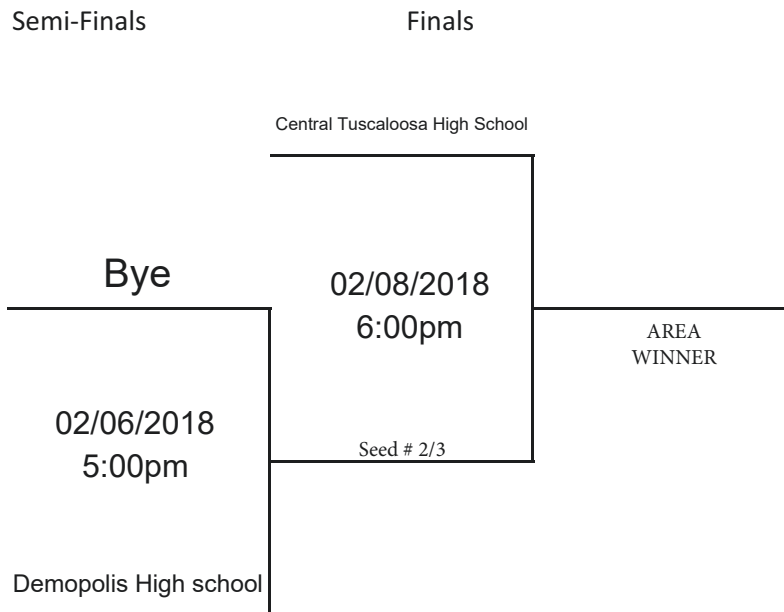 Semi-Finals
Finals
Central Tuscaloosa High School
Bye
02/08/2018
6:00pm
AREA
WINNER
02/06/2018
5:00pm
Seed # 2/3
Demopolis High school